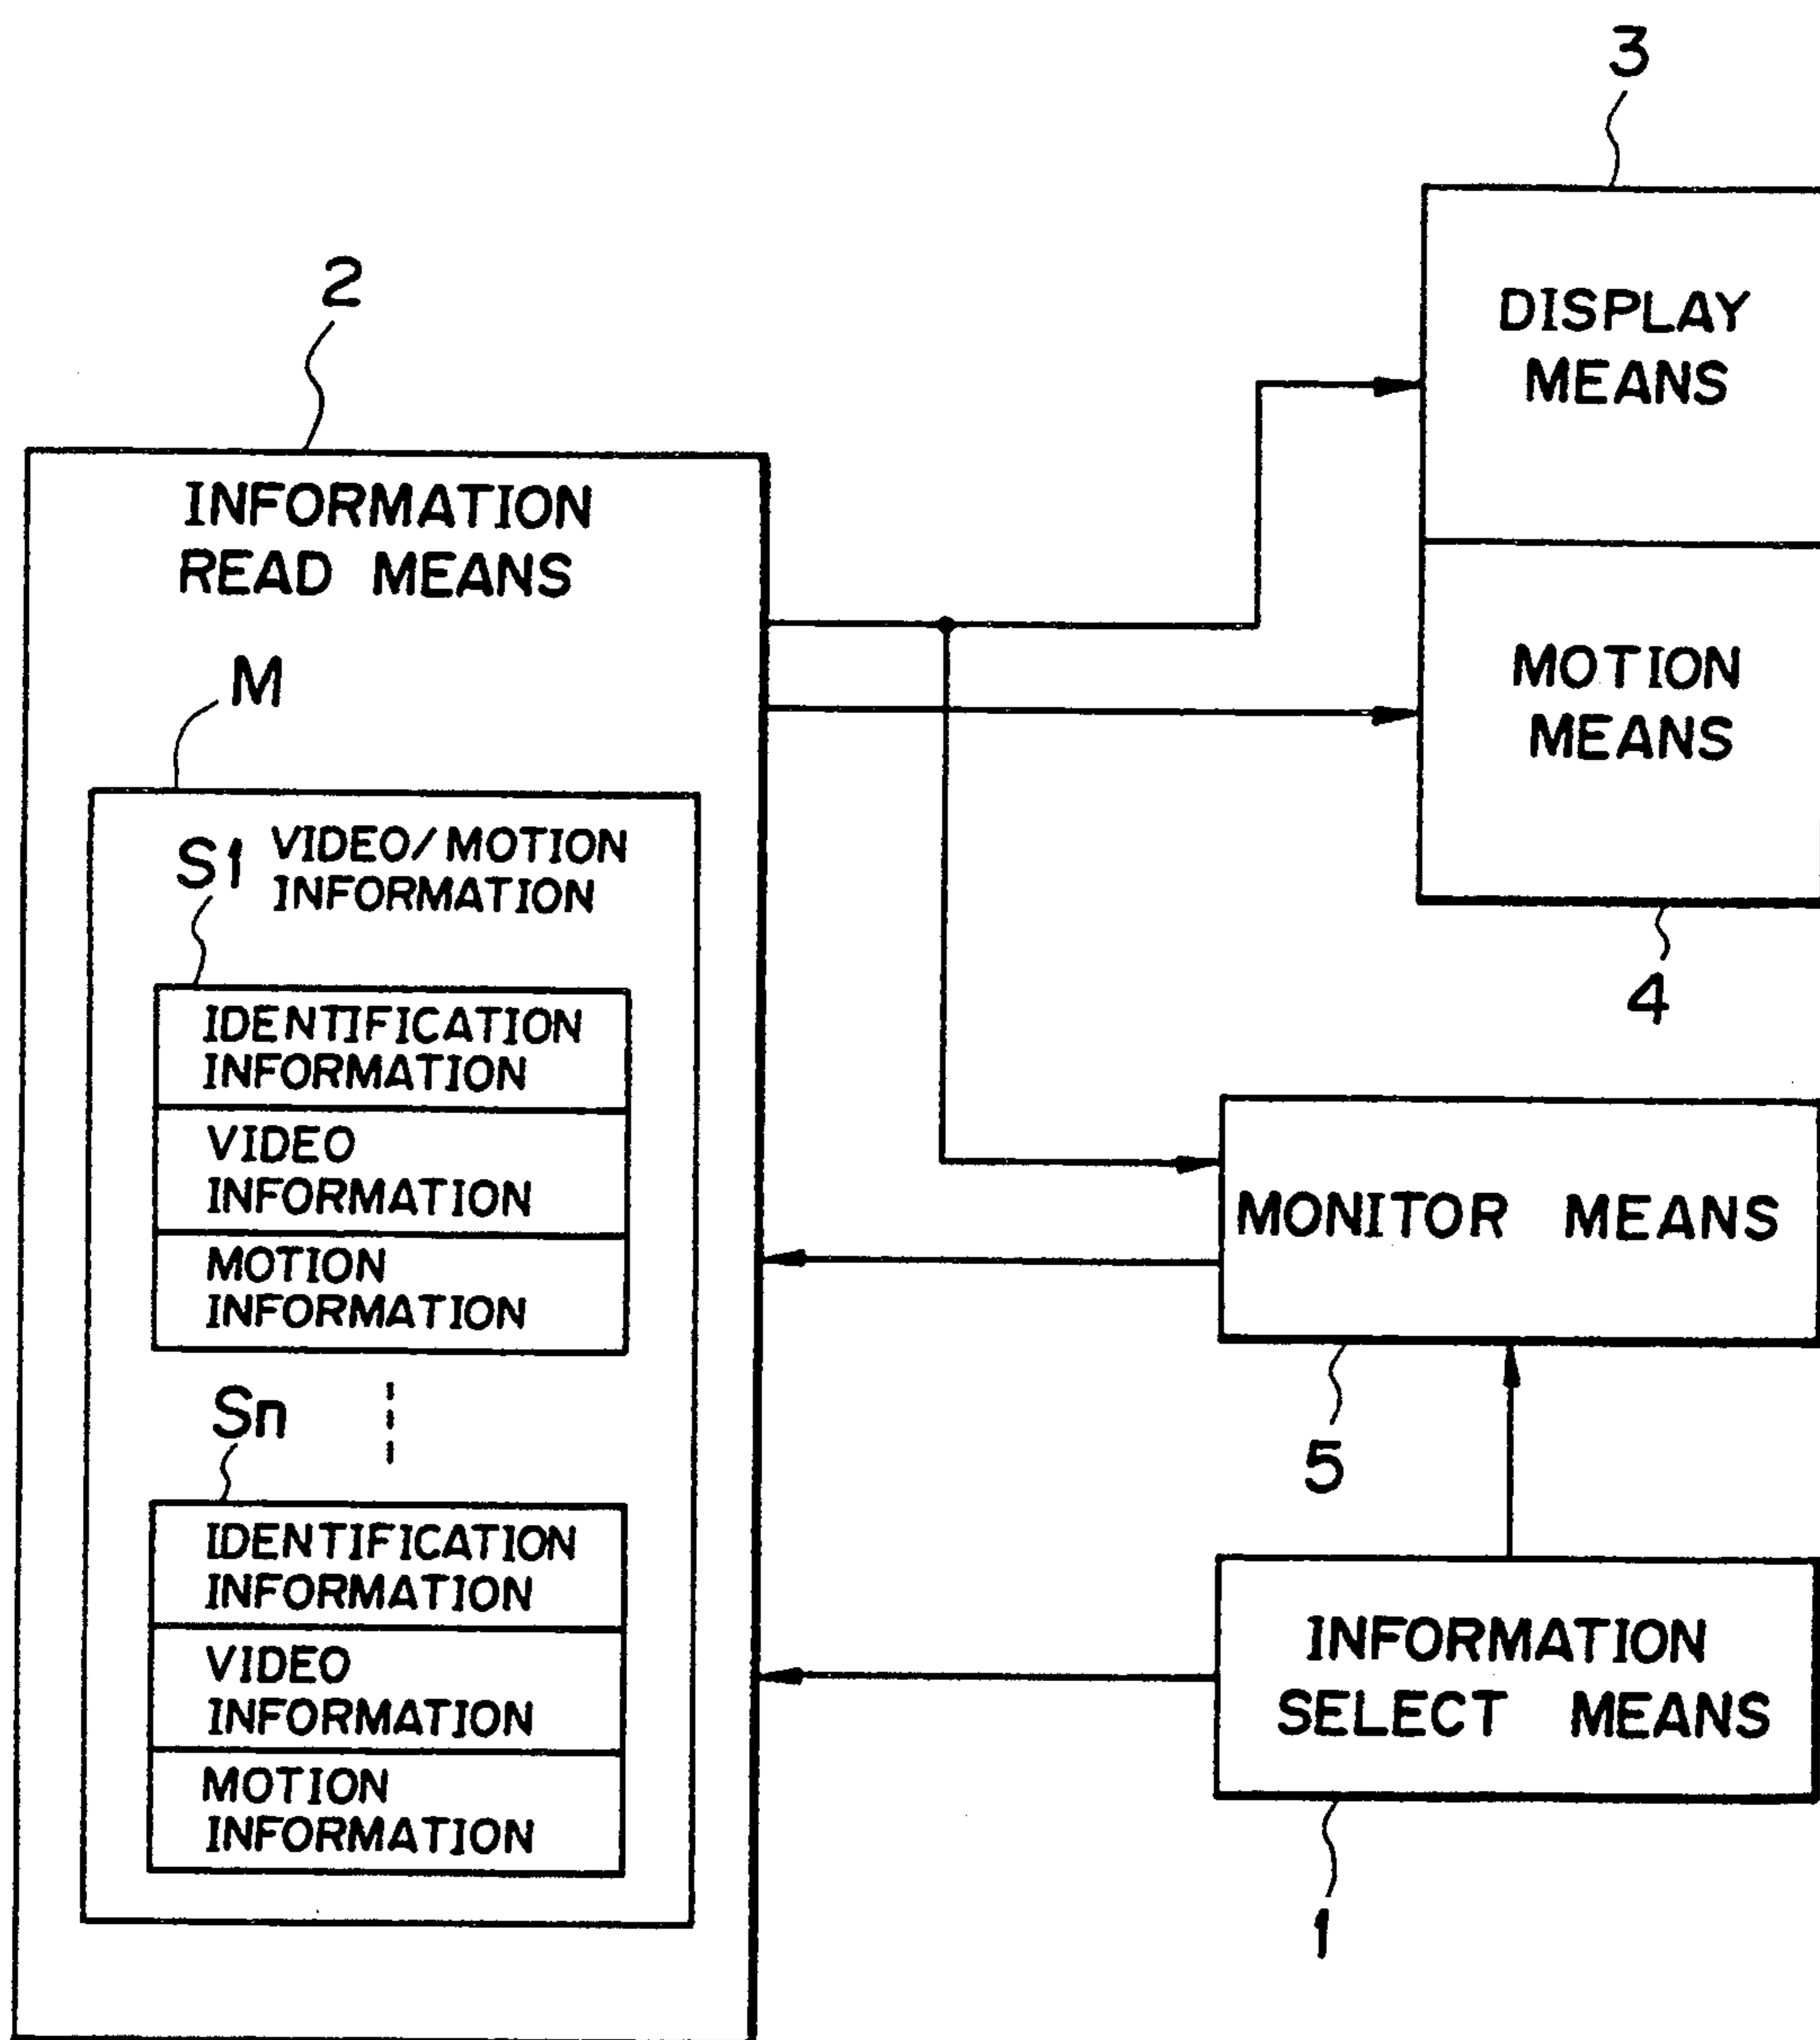 3
DISPLAY
MEANS
2
INFORMATION
READ MEANS
MOTION
MEANS
M
S1
VIDEO/MOTION
INFORMATION
4
IDENTIFICATION
INFORMATION
VIDEO
INFORMATION
MOTION
INFORMATION
MONITOR MEANS
5
Sn
IDENTIFICATION
INFORMATION
VIDEO
INFORMATION
MOTION
INFORMATION
INFORMATION
SELECT MEANS
1